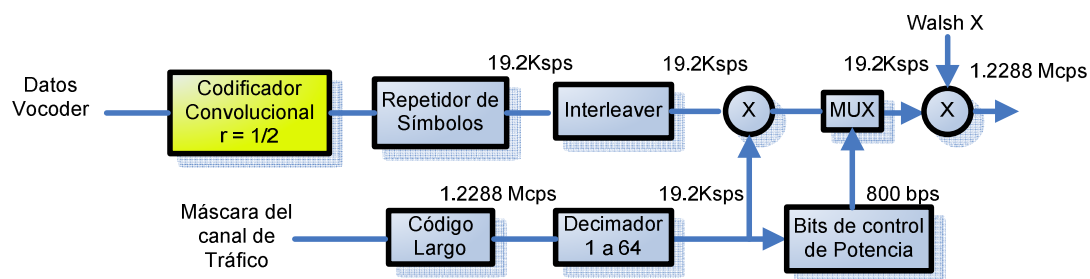 Walsh X
19.2Ksps
19.2Ksps
19.2Ksps
1.2288 Mcps
Datos
Vocoder
Codificador
Convolucional
r = 1/2
Repetidor de
Símbolos
Interleaver
X
MUX
X
1.2288 Mcps
19.2Ksps
800 bps
Máscara del
canal de
Tráfico
Código
Largo
Decimador
1 a 64
Bits de control
de Potencia